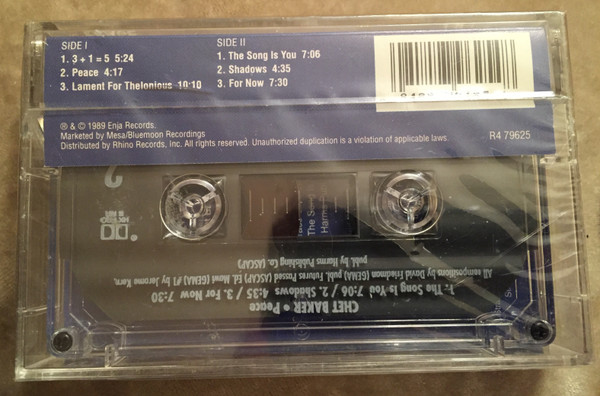 SIDE I
1. 3 + 1 = 5 5:24
2. Peace 4:17
3. Lament For Thelonious 10:10
SIDE II
1. The Song Is You 7:06
2. Shadows 4:35
3. For Now 7:30
℗ & © 1989 Enja Records.
Marketed by Mesa/Bluemoon Recordings
Distributed by Rhino Records, Inc. All rights reserved. Unauthorized duplication is a violation of applicable laws
R4 79625
2
The Song
Harms
CHET BAKER • Peace
1. The Song Is You 7:06 / 2. Shadows 4:35 / 3. For Now 7:30
All compositions by David Friedman (GEMA) publ. Futures Passed (ASCAP) Ed. Mawi (GEMA) #1 by Jerome Kern,
publ. by Harms Publishing Co. (ASCAP)